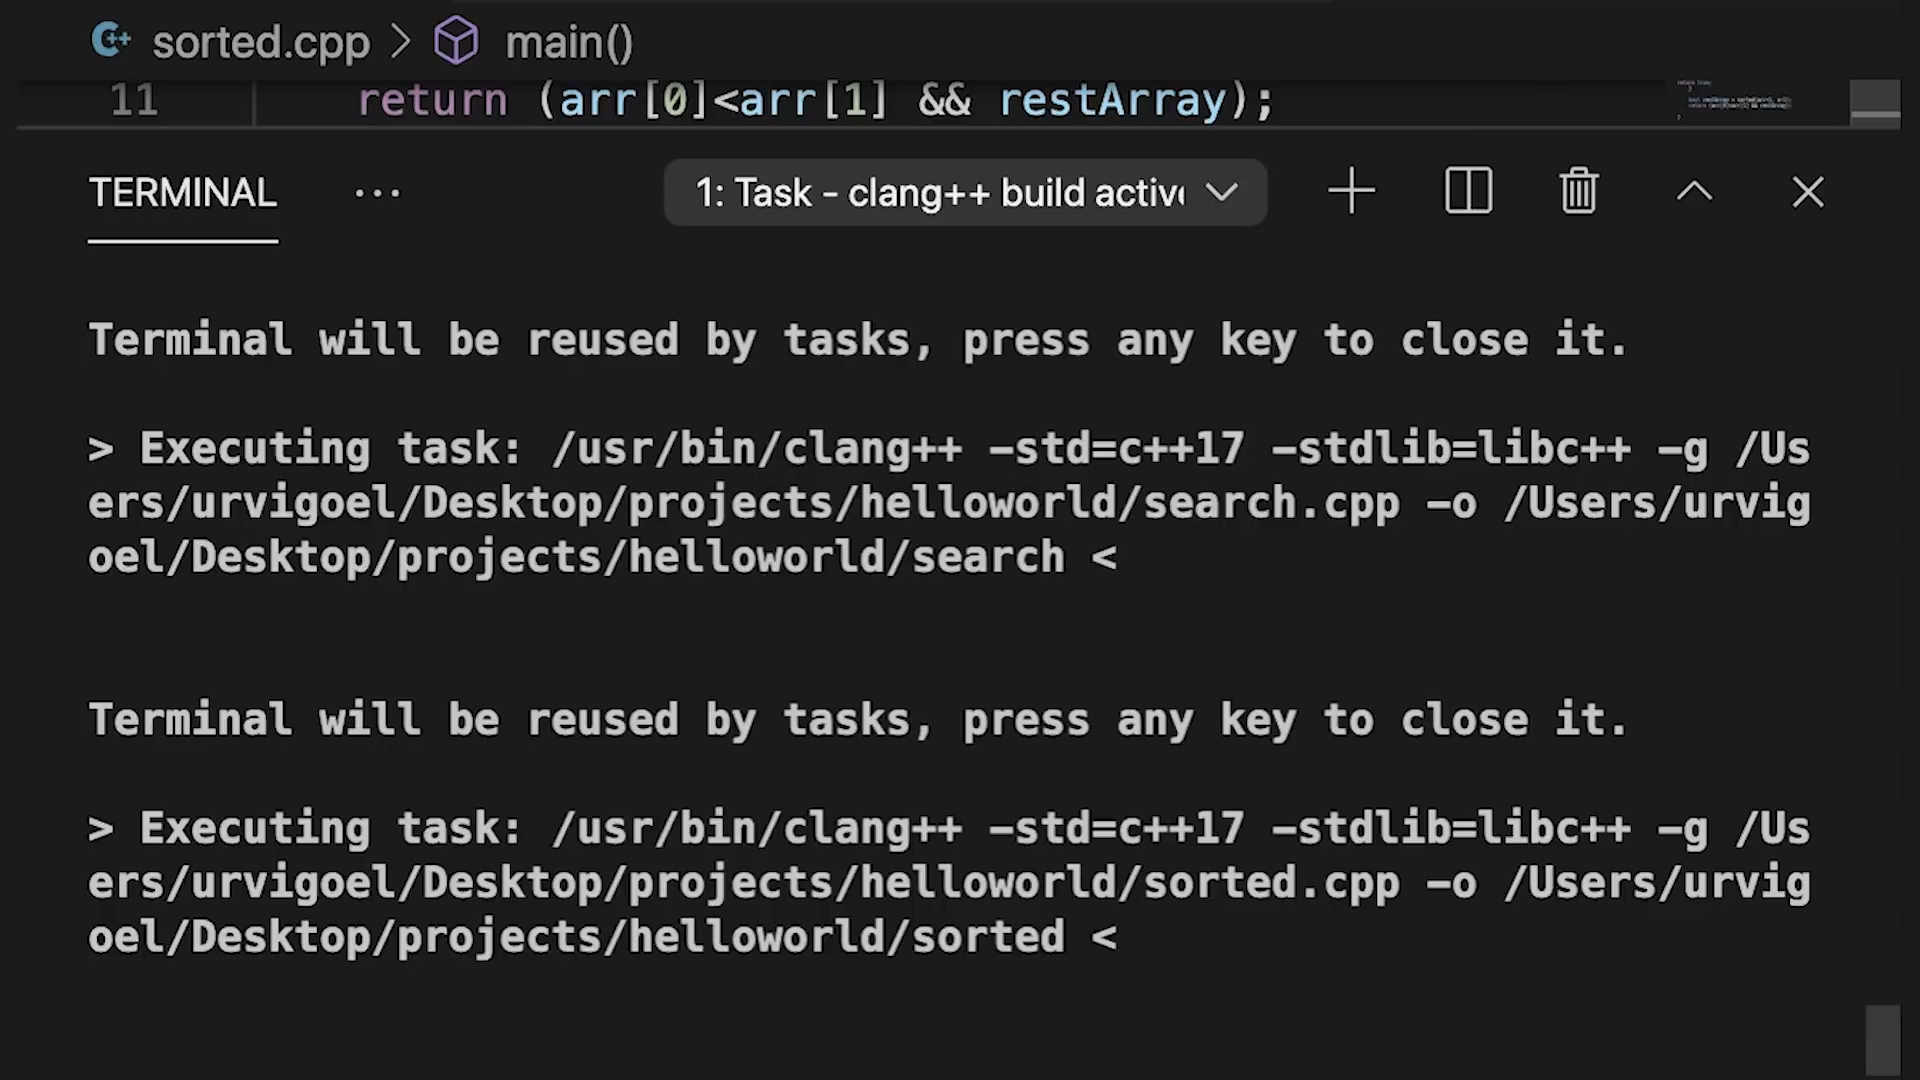 sorted.cpp > main()
11 return (arr[0]<arr[1] && restArray);
TERMINAL ... 1: Task - clang++ build active
Terminal will be reused by tasks, press any key to close it.
> Executing task: /usr/bin/clang++ -std=c++17 -stdlib=libc++ -g /Us
ers/urvigoel/Desktop/projects/helloworld/search.cpp -o /Users/urvig
oel/Desktop/projects/helloworld/search <
Terminal will be reused by tasks, press any key to close it.
> Executing task: /usr/bin/clang++ -std=c++17 -stdlib=libc++ -g /Us
ers/urvigoel/Desktop/projects/helloworld/sorted.cpp -o /Users/urvig
oel/Desktop/projects/helloworld/sorted <